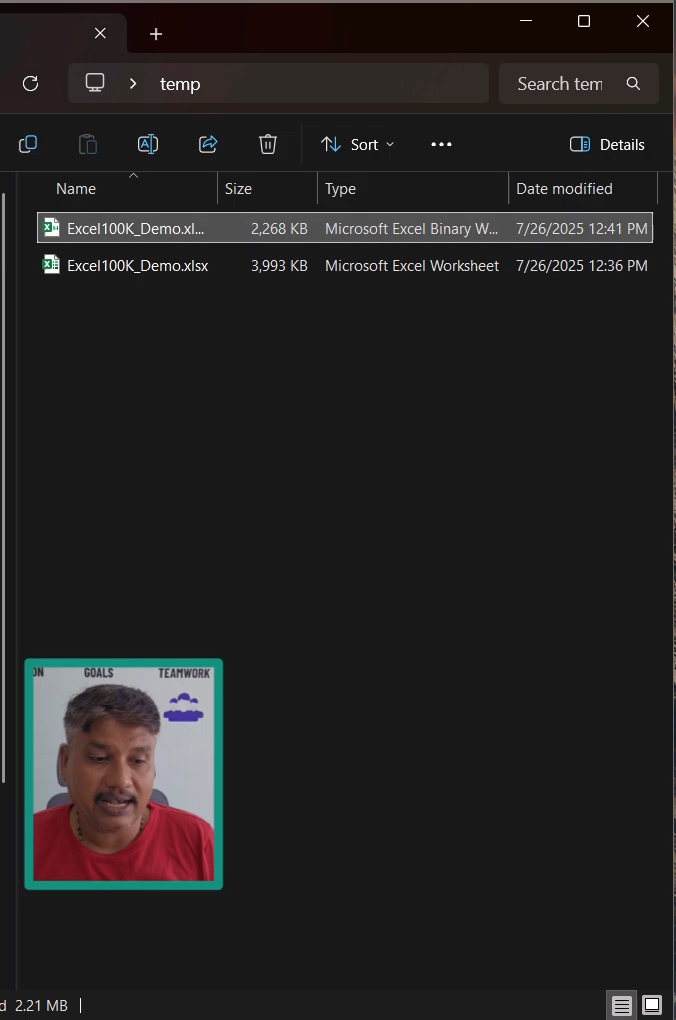 temp
Search tem
Sort
Details
Name Size Type Date modified
Excel100K_Demo.xl... 2,268 KB Microsoft Excel Binary W... 7/26/2025 12:41 PM
Excel100K_Demo.xlsx 3,993 KB Microsoft Excel Worksheet 7/26/2025 12:36 PM
ON GOALS TEAMWORK
d 2.21 MB